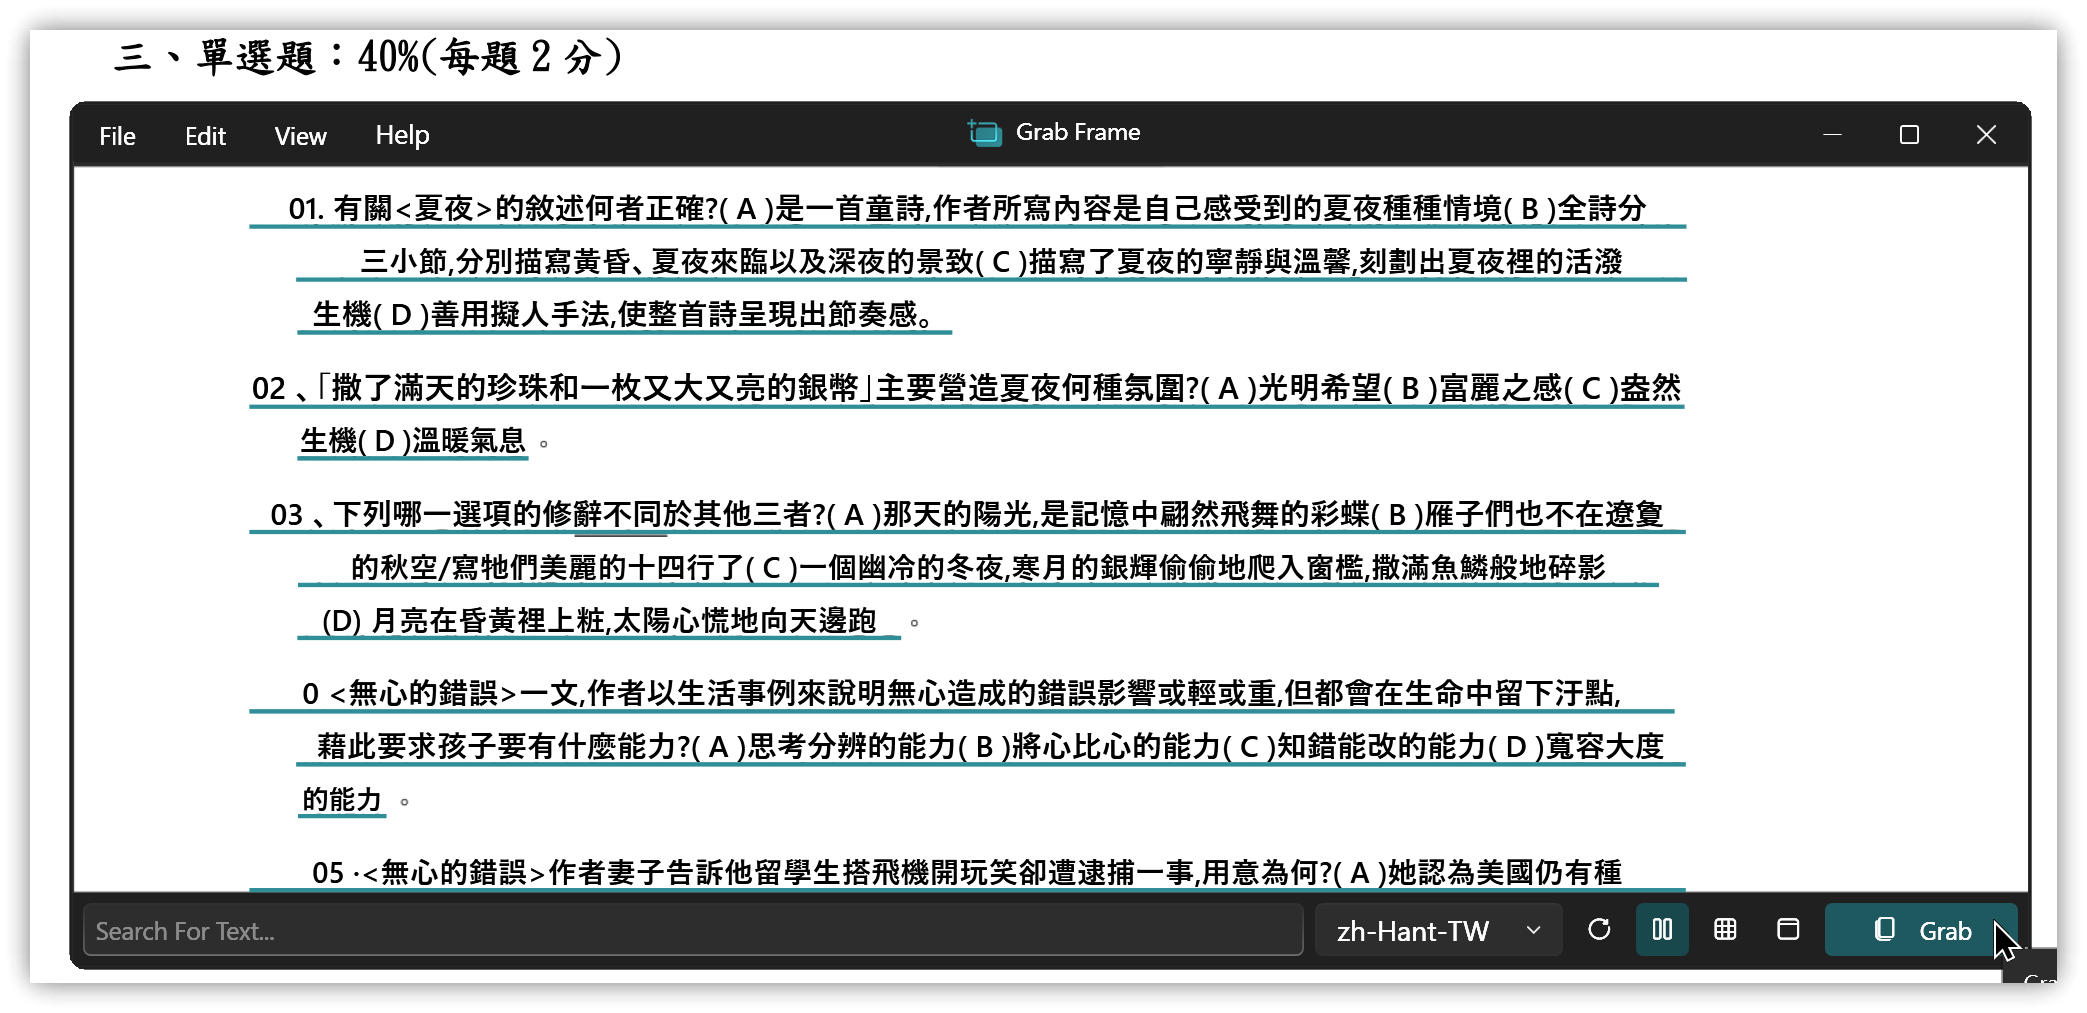 三、單選題：40%(每題 2 分)
File Edit View Help Grab Frame
01. 有關<夏夜>的敘述何者正確?( A )是一首童詩,作者所寫內容是自己感受到的夏夜種種情境( B )全詩分
三小節,分別描寫黃昏、夏夜來臨以及深夜的景致( C )描寫了夏夜的寧靜與溫馨,刻劃出夏夜裡的活潑
生機( D )善用擬人手法,使整首詩呈現出節奏感。
02 、「撒了滿天的珍珠和一枚又大又亮的銀幣」主要營造夏夜何種氛圍?( A )光明希望( B )富麗之感( C )盎然
生機( D )溫暖氣息。
03 、下列哪一選項的修辭不同於其他三者?( A )那天的陽光,是記憶中翩然飛舞的彩蝶( B )雁子們也不在遼敻
的秋空/寫牠們美麗的十四行了( C )一個幽冷的冬夜,寒月的銀輝偷偷地爬入窗檻,撒滿魚鱗般地碎影
(D) 月亮在昏黃裡上粧,太陽心慌地向天邊跑。
0 <無心的錯誤>一文,作者以生活事例來說明無心造成的錯誤影響或輕或重,但都會在生命中留下汙點,
藉此要求孩子要有什麼能力?( A )思考分辨的能力( B )將心比心的能力( C )知錯能改的能力( D )寬容大度
的能力。
05 ·<無心的錯誤>作者妻子告訴他留學生搭飛機開玩笑卻遭逮捕一事,用意為何?( A )她認為美國仍有種
Search For Text... zh-Hant-TW Grab